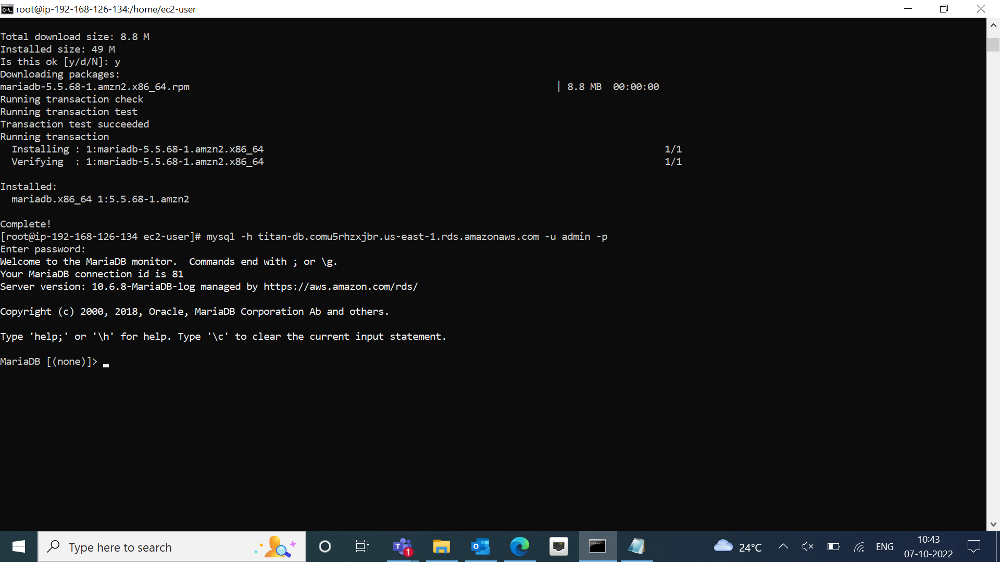 root@ip-192-168-126-134:/home/ec2-user
Total download size: 8.8 M
Installed size: 49 M
Is this ok [y/d/N]: y
Downloading packages:
mariadb-5.5.68-1.amzn2.x86_64.rpm | 8.8 MB  00:00:00
Running transaction check
Running transaction test
Transaction test succeeded
Running transaction
  Installing : 1:mariadb-5.5.68-1.amzn2.x86_64 1/1
  Verifying  : 1:mariadb-5.5.68-1.amzn2.x86_64 1/1
Installed:
  mariadb.x86_64 1:5.5.68-1.amzn2
Complete!
[root@ip-192-168-126-134 ec2-user]# mysql -h titan-db.comu5rhzxjbr.us-east-1.rds.amazonaws.com -u admin -p
Enter password:
Welcome to the MariaDB monitor.  Commands end with ; or \g.
Your MariaDB connection id is 81
Server version: 10.6.8-MariaDB-log managed by https://aws.amazon.com/rds/
Copyright (c) 2000, 2018, Oracle, MariaDB Corporation Ab and others.
Type 'help;' or '\h' for help. Type '\c' to clear the current input statement.
MariaDB [(none)]> _
Type here to search
1
24°C
ENG
10:43
07-10-2022